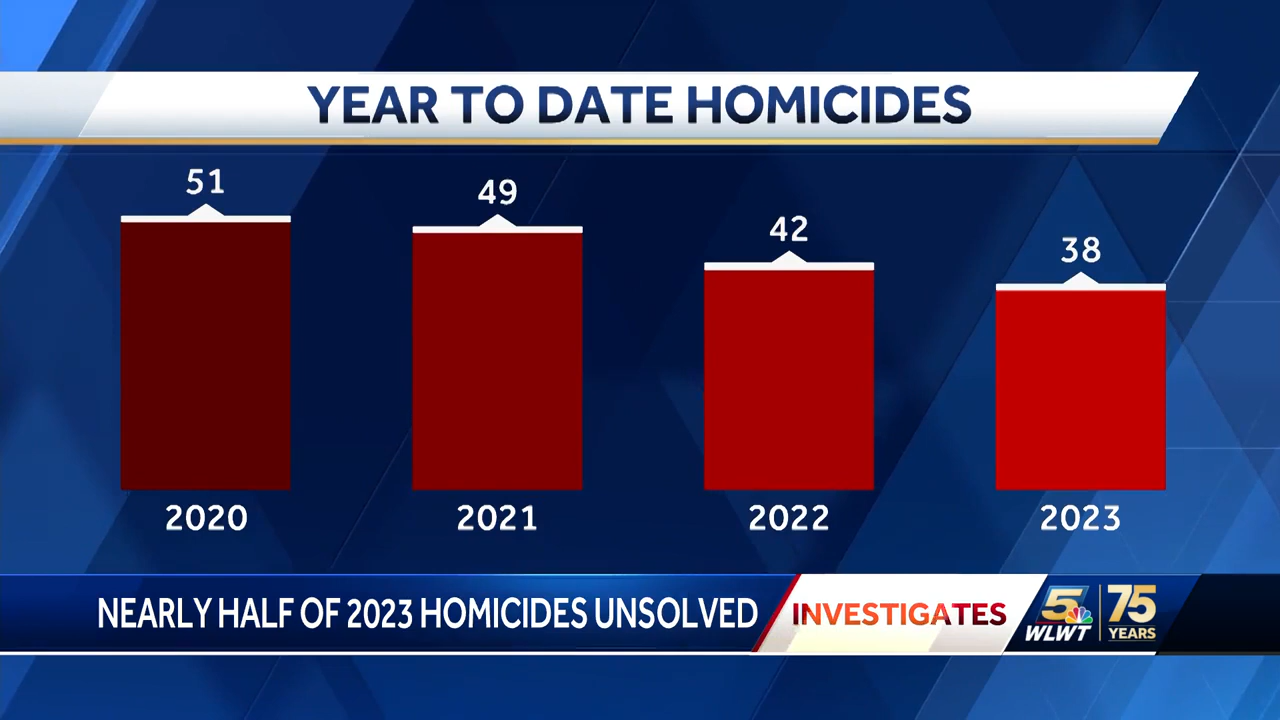 YEAR TO DATE HOMICIDES
51
49
42
38
2020
2021
2022
2023
NEARLY HALF OF 2023 HOMICIDES UNSOLVED
INVESTIGATES
5
WLWT
75
YEARS